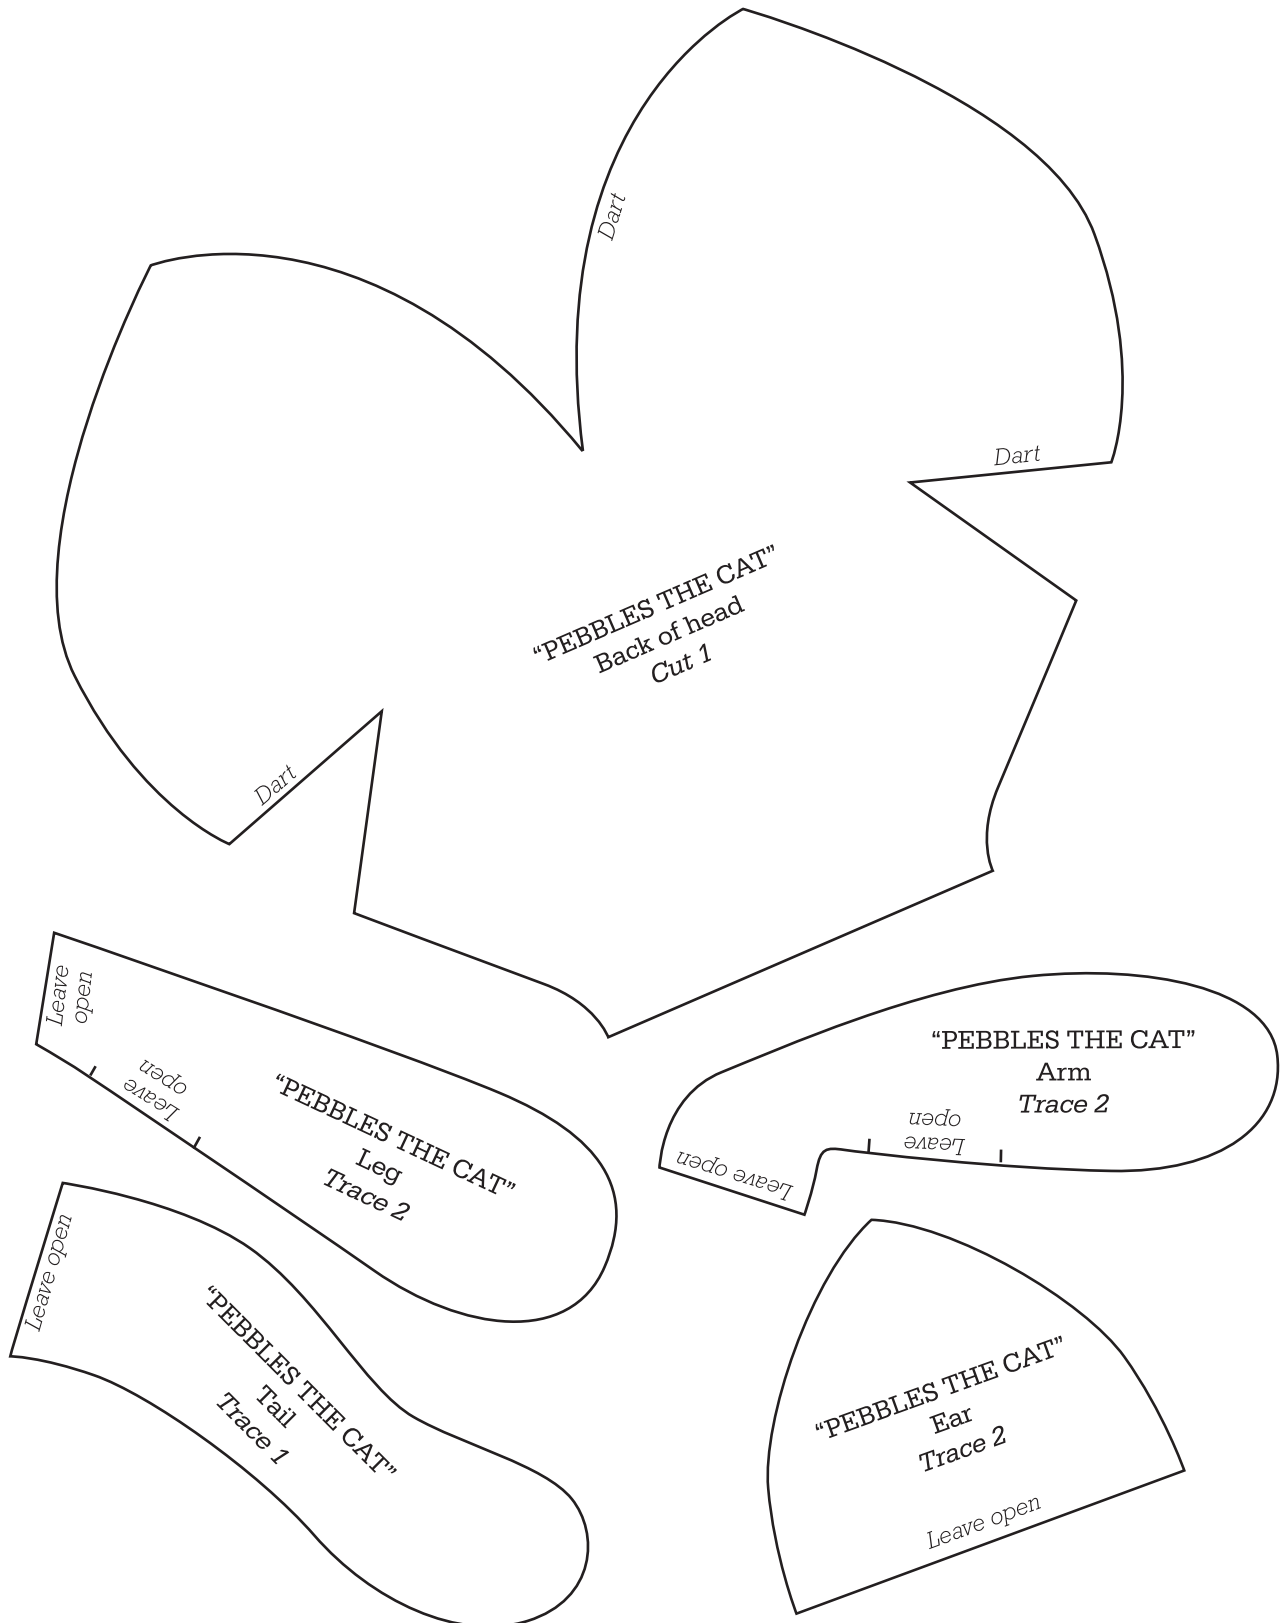 Dart
Dart
“PEBBLES THE CAT”
Back of head
Cut 1
Dart
Leave
open
Leave
open
“PEBBLES THE CAT”
Leg
Trace 2
“PEBBLES THE CAT”
Arm
Trace 2
Leave
open
Leave open
Leave open
“PEBBLES THE CAT”
Tail
Trace 1
“PEBBLES THE CAT”
Ear
Trace 2
Leave open